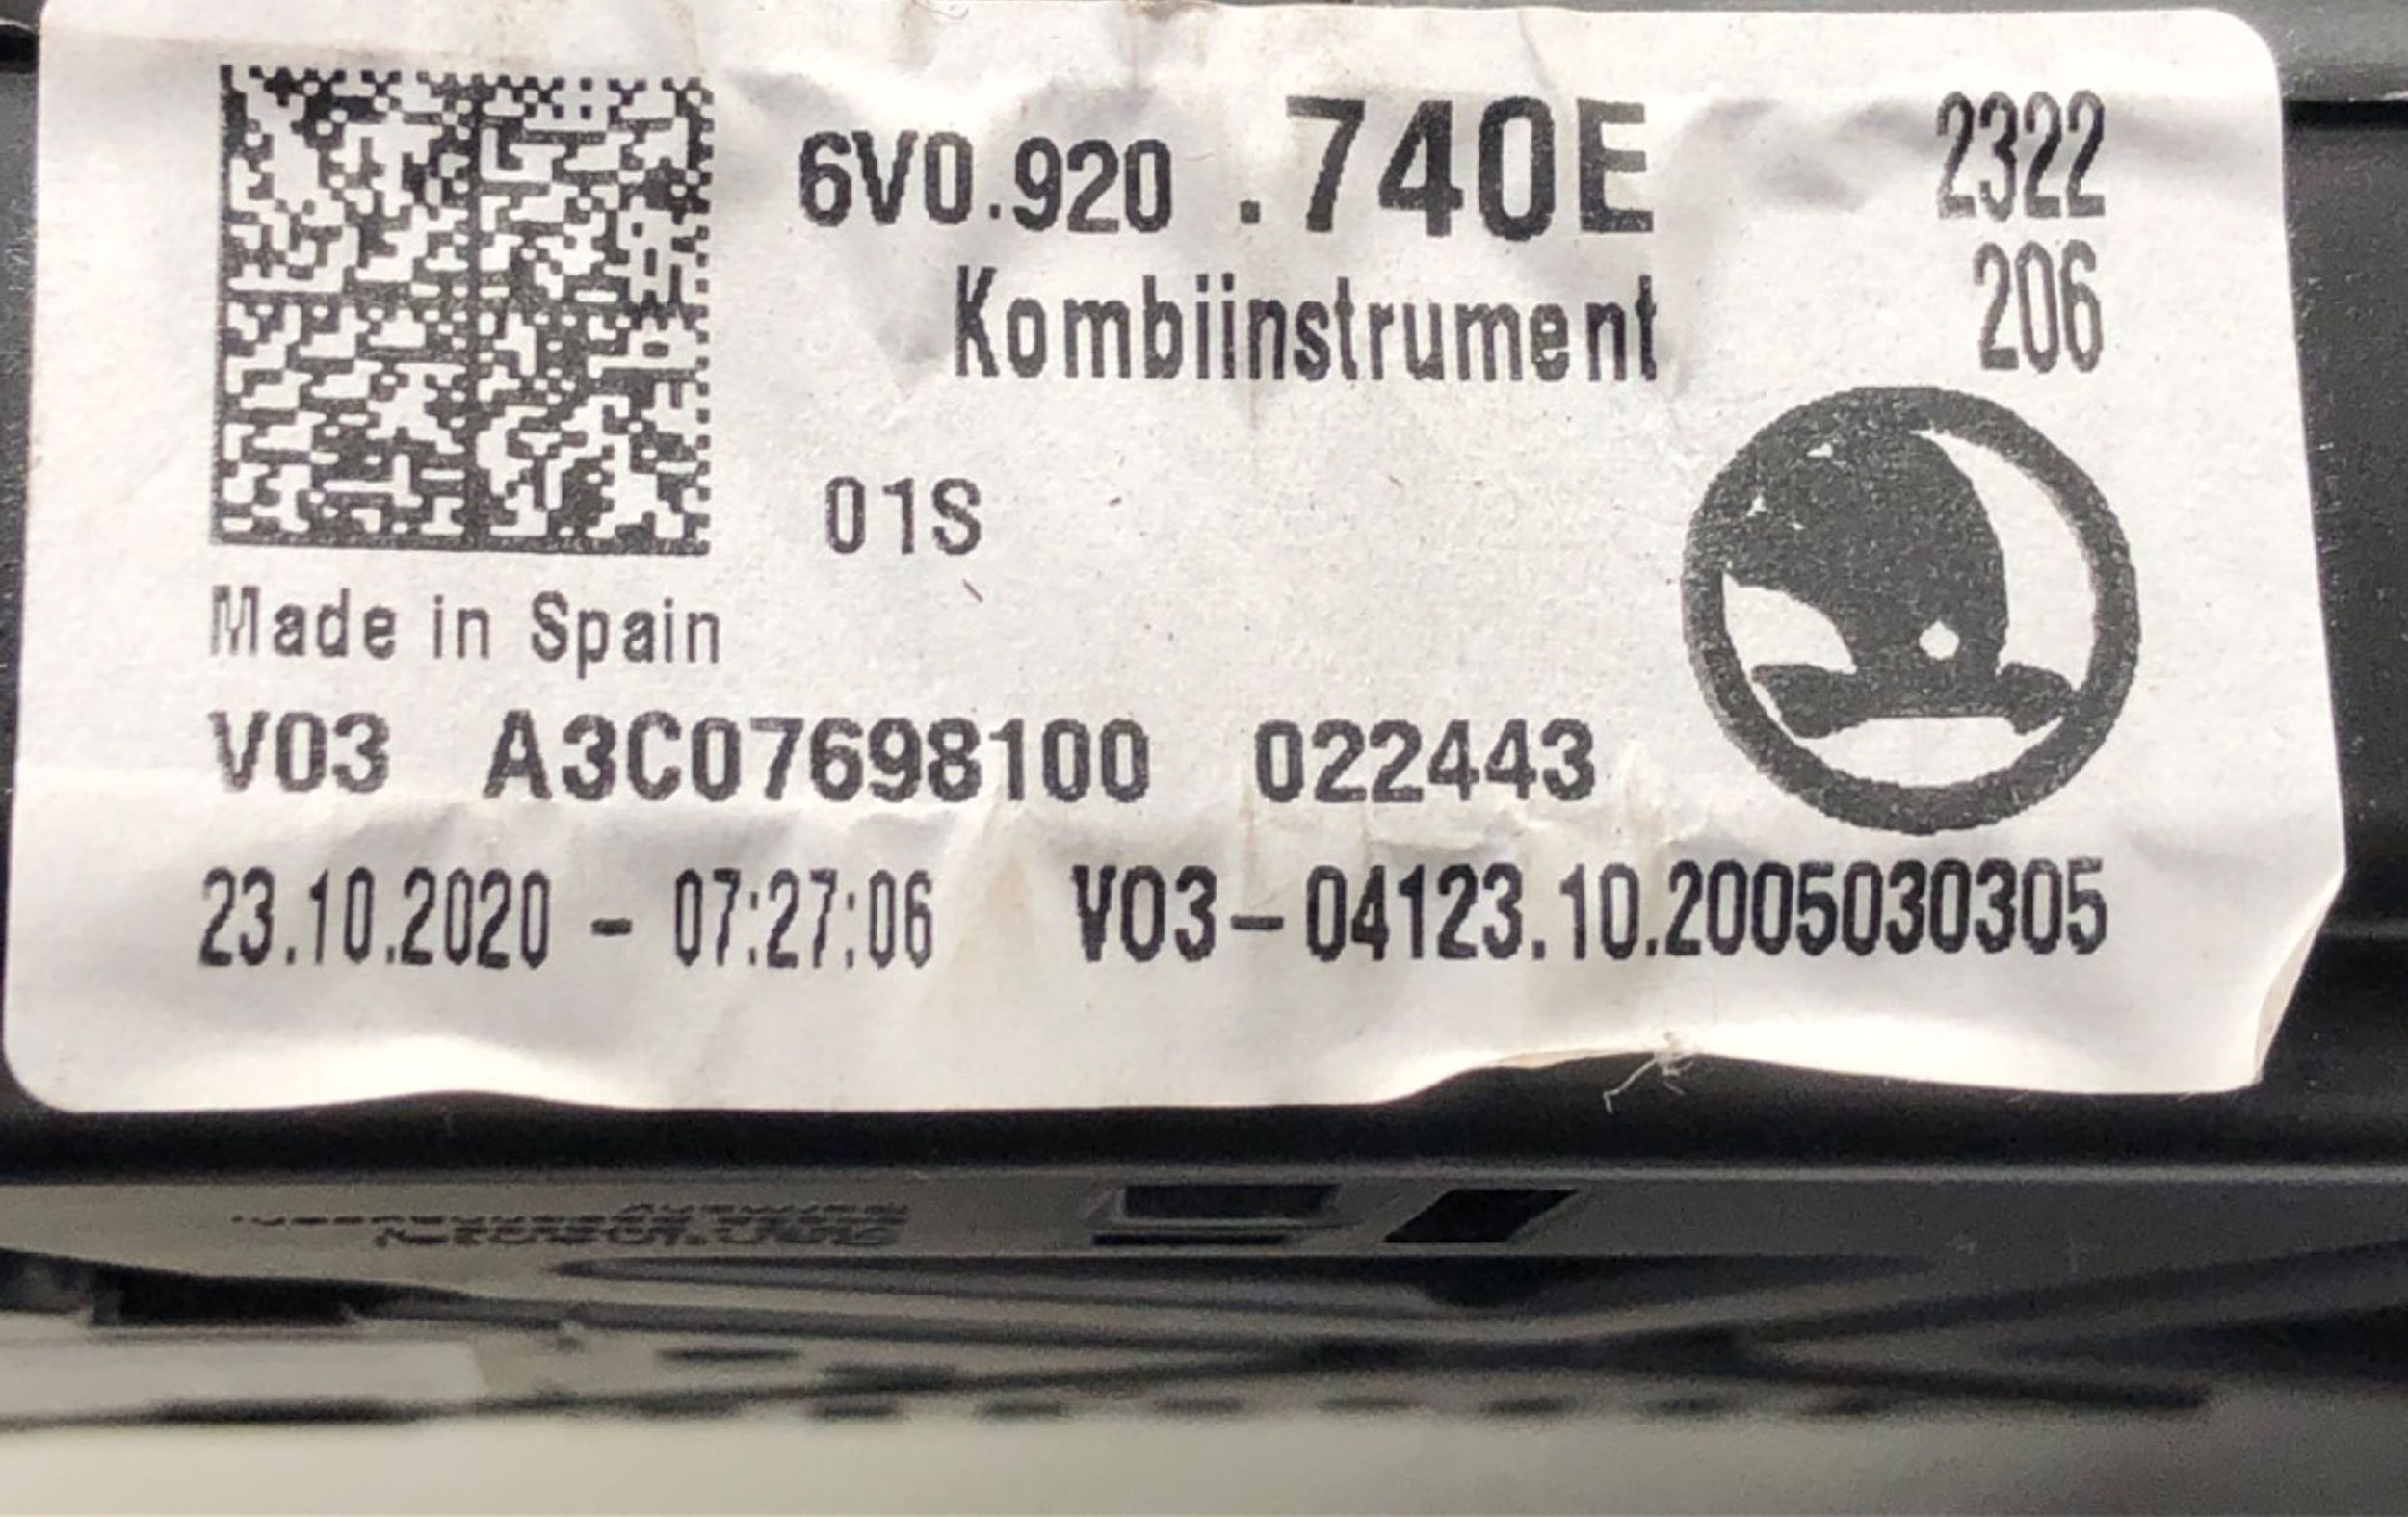 6V0.920 .740E 2322
Kombiinstrument 206
01S
Made in Spain
V03 A3C07698100 022443
23.10.2020 - 07:27:06 V03-04123.10.2005030305